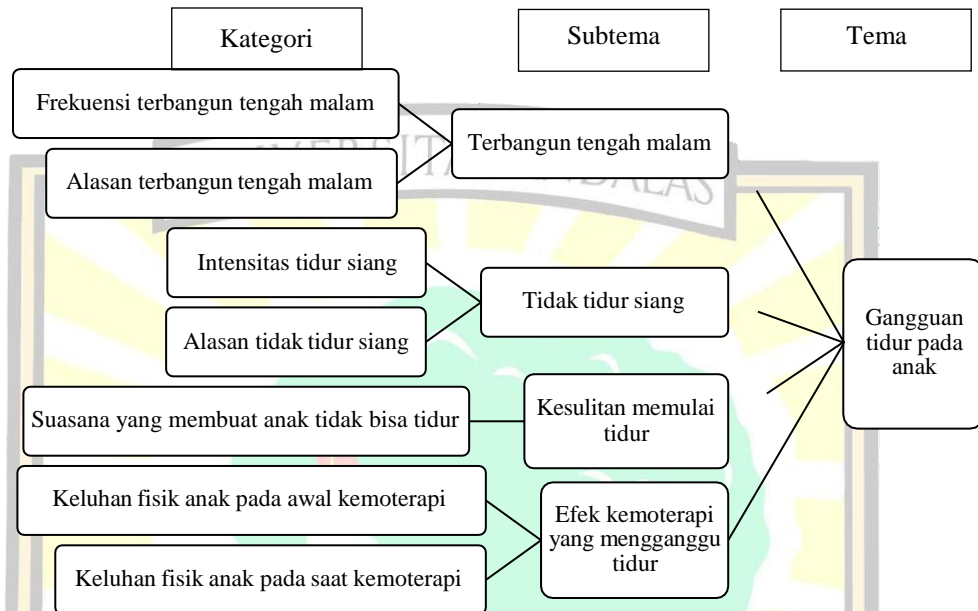 Kategori
Subtema
Tema
Frekuensi terbangun tengah malam
Alasan terbangun tengah malam
Terbangun tengah malam
Intensitas tidur siang
Alasan tidak tidur siang
Tidak tidur siang
Suasana yang membuat anak tidak bisa tidur
Kesulitan memulai
tidur
Keluhan fisik anak pada awal kemoterapi
Keluhan fisik anak pada saat kemoterapi
Efek kemoterapi
yang mengganggu
tidur
Gangguan
tidur pada
anak